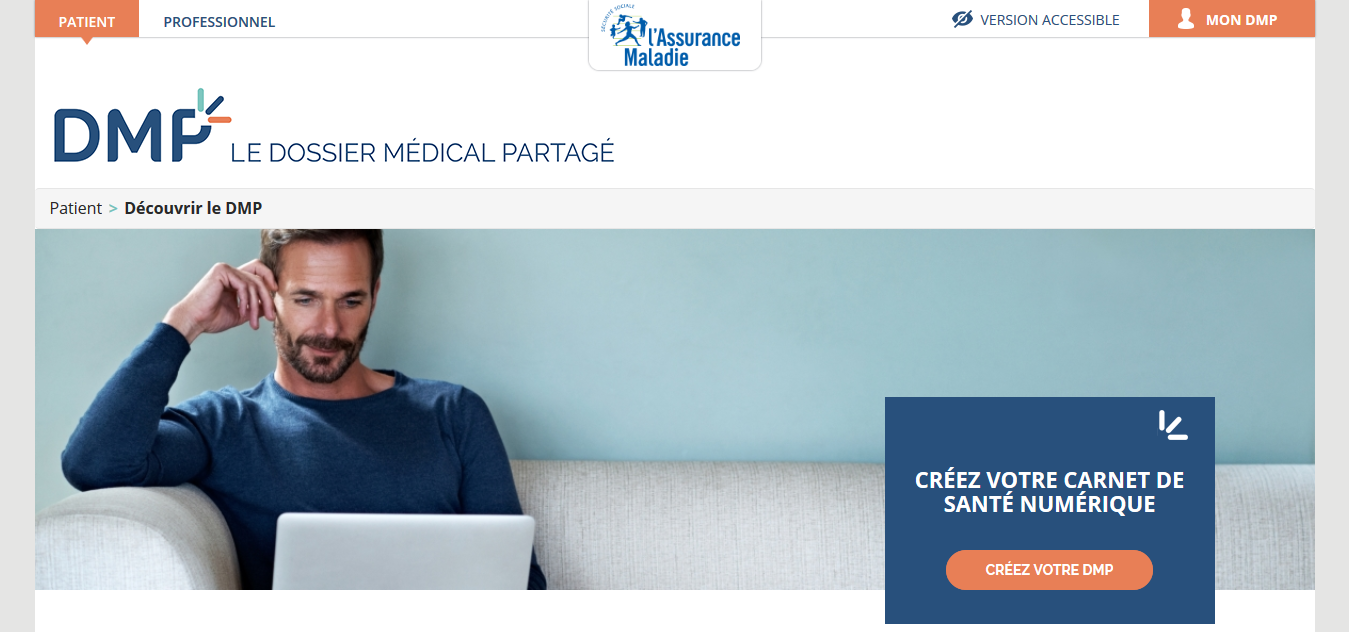 PATIENT
PROFESSIONNEL
SÉCURITÉ SOCIALE
l'Assurance
Maladie
VERSION ACCESSIBLE
MON DMP
DMP
LE DOSSIER MÉDICAL PARTAGÉ
Patient > Découvrir le DMP
CRÉEZ VOTRE CARNET DE
SANTÉ NUMÉRIQUE
CRÉEZ VOTRE DMP